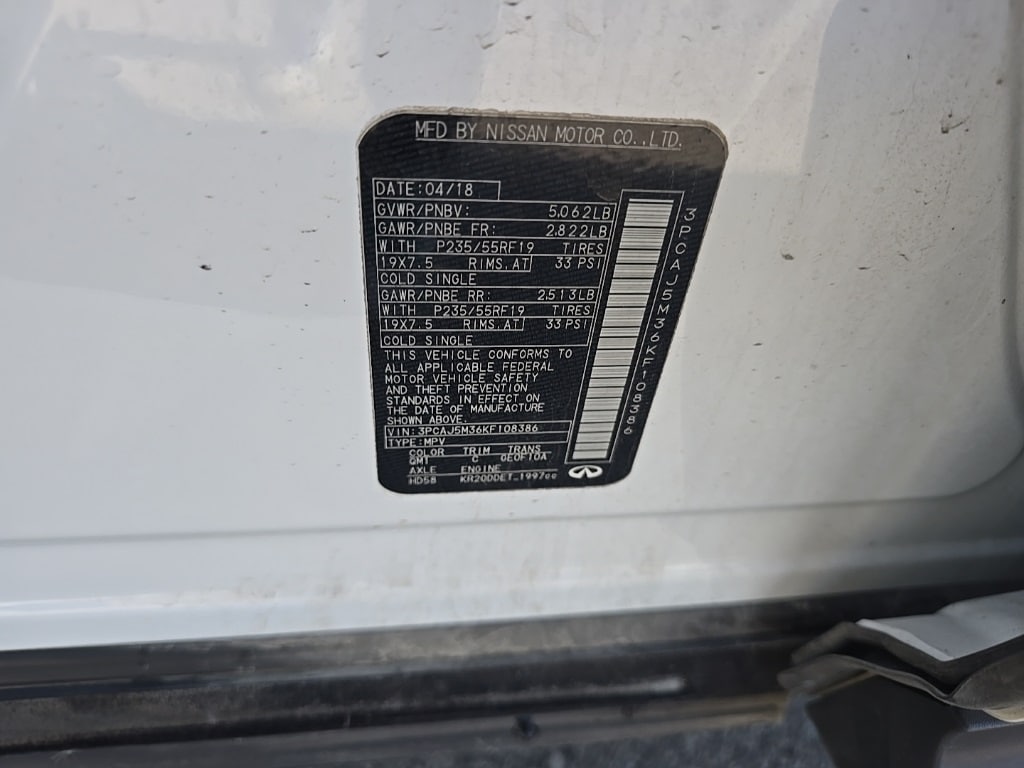 MFD BY NISSAN MOTOR CO.,LTD.
DATE:04/18
GVWR/PNBV: 5,062LB
GAWR/PNBE FR: 2,822LB
WITH P235/55RF19 TIRES
19X7.5 RIMS.AT 33 PSI
COLD SINGLE
GAWR/PNBE RR: 2,513LB
WITH P235/55RF19 TIRES
19X7.5 RIMS.AT 33 PSI
COLD SINGLE
THIS VEHICLE CONFORMS TO
ALL APPLICABLE FEDERAL
MOTOR VEHICLE SAFETY
AND THEFT PREVENTION
STANDARDS IN EFFECT ON
THE DATE OF MANUFACTURE
SHOWN ABOVE.
VIN: 3PCAJ5M36KF108386
TYPE:MPV
COLOR TRIM TRANS
QM1 C GE0F10A
AXLE ENGINE
HD58 KR20DDET 1997cc
3PCAJ5M36KF108386